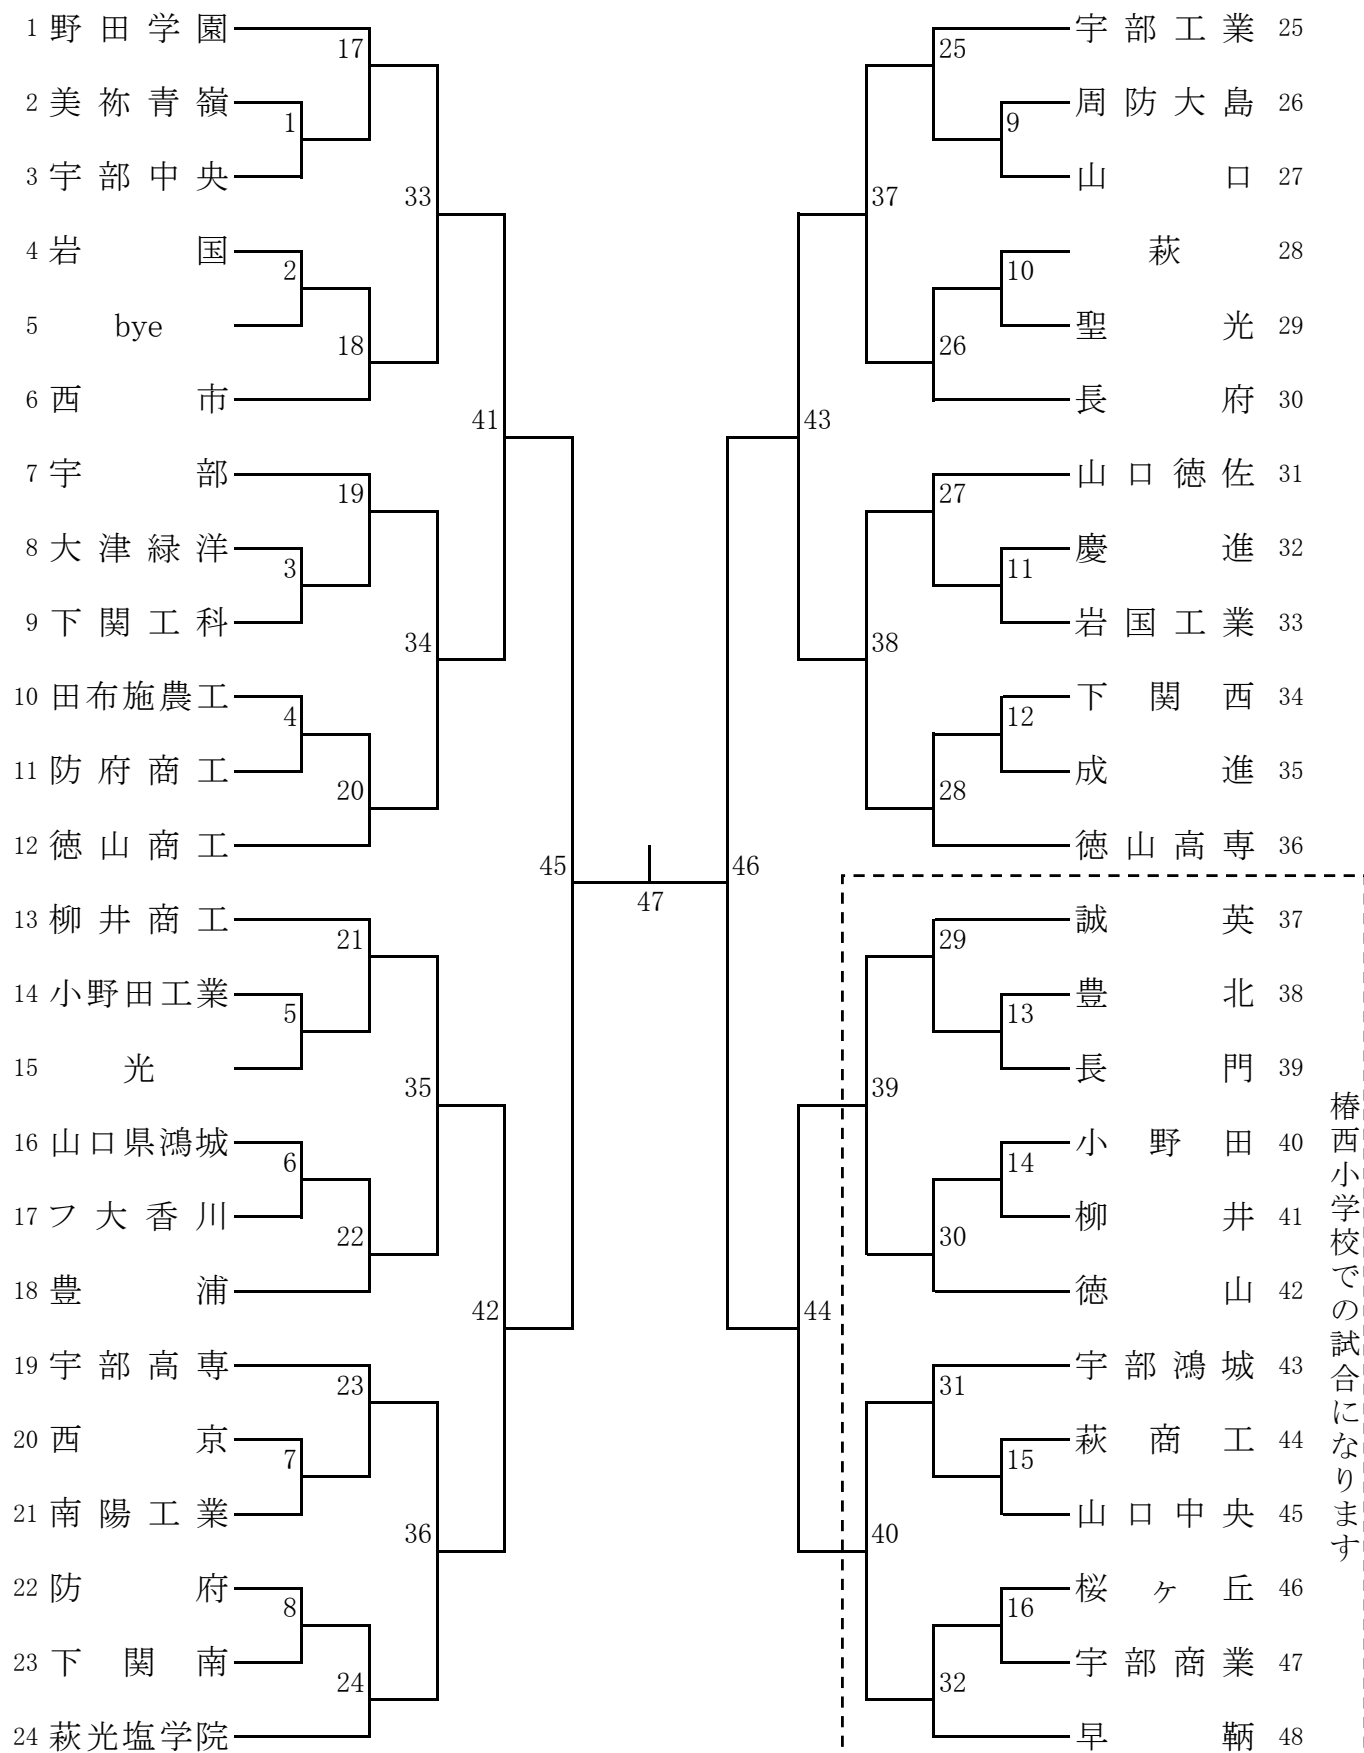 1 野田学園
2 美祢青嶺
3 宇部中央
4 岩国
5 bye
6 西市
7 宇部
8 大津緑洋
9 下関工科
10 田布施農工
11 防府商工
12 徳山商工
13 柳井商工
14 小野田工業
15 光
16 山口県鴻城
17 フ大香川
18 豊浦
19 宇部高専
20 西京
21 南陽工業
22 防府
23 下関南
24 萩光塩学院
1
2
3
4
5
6
7
8
17
18
19
20
21
22
23
24
33
34
35
36
41
42
45
47
46
43
44
37
38
39
40
25
26
27
28
29
30
31
32
9
10
11
12
13
14
15
16
宇部工業 25
周防大島 26
山口 27
萩 28
聖光 29
長府 30
山口徳佐 31
慶進 32
岩国工業 33
下関西 34
成進 35
徳山高専 36
誠英 37
豊北 38
長門 39
小野田 40
柳井 41
徳山 42
宇部鴻城 43
萩商工 44
山口中央 45
桜ヶ丘 46
宇部商業 47
早鞆 48
椿西小学校での試合になります